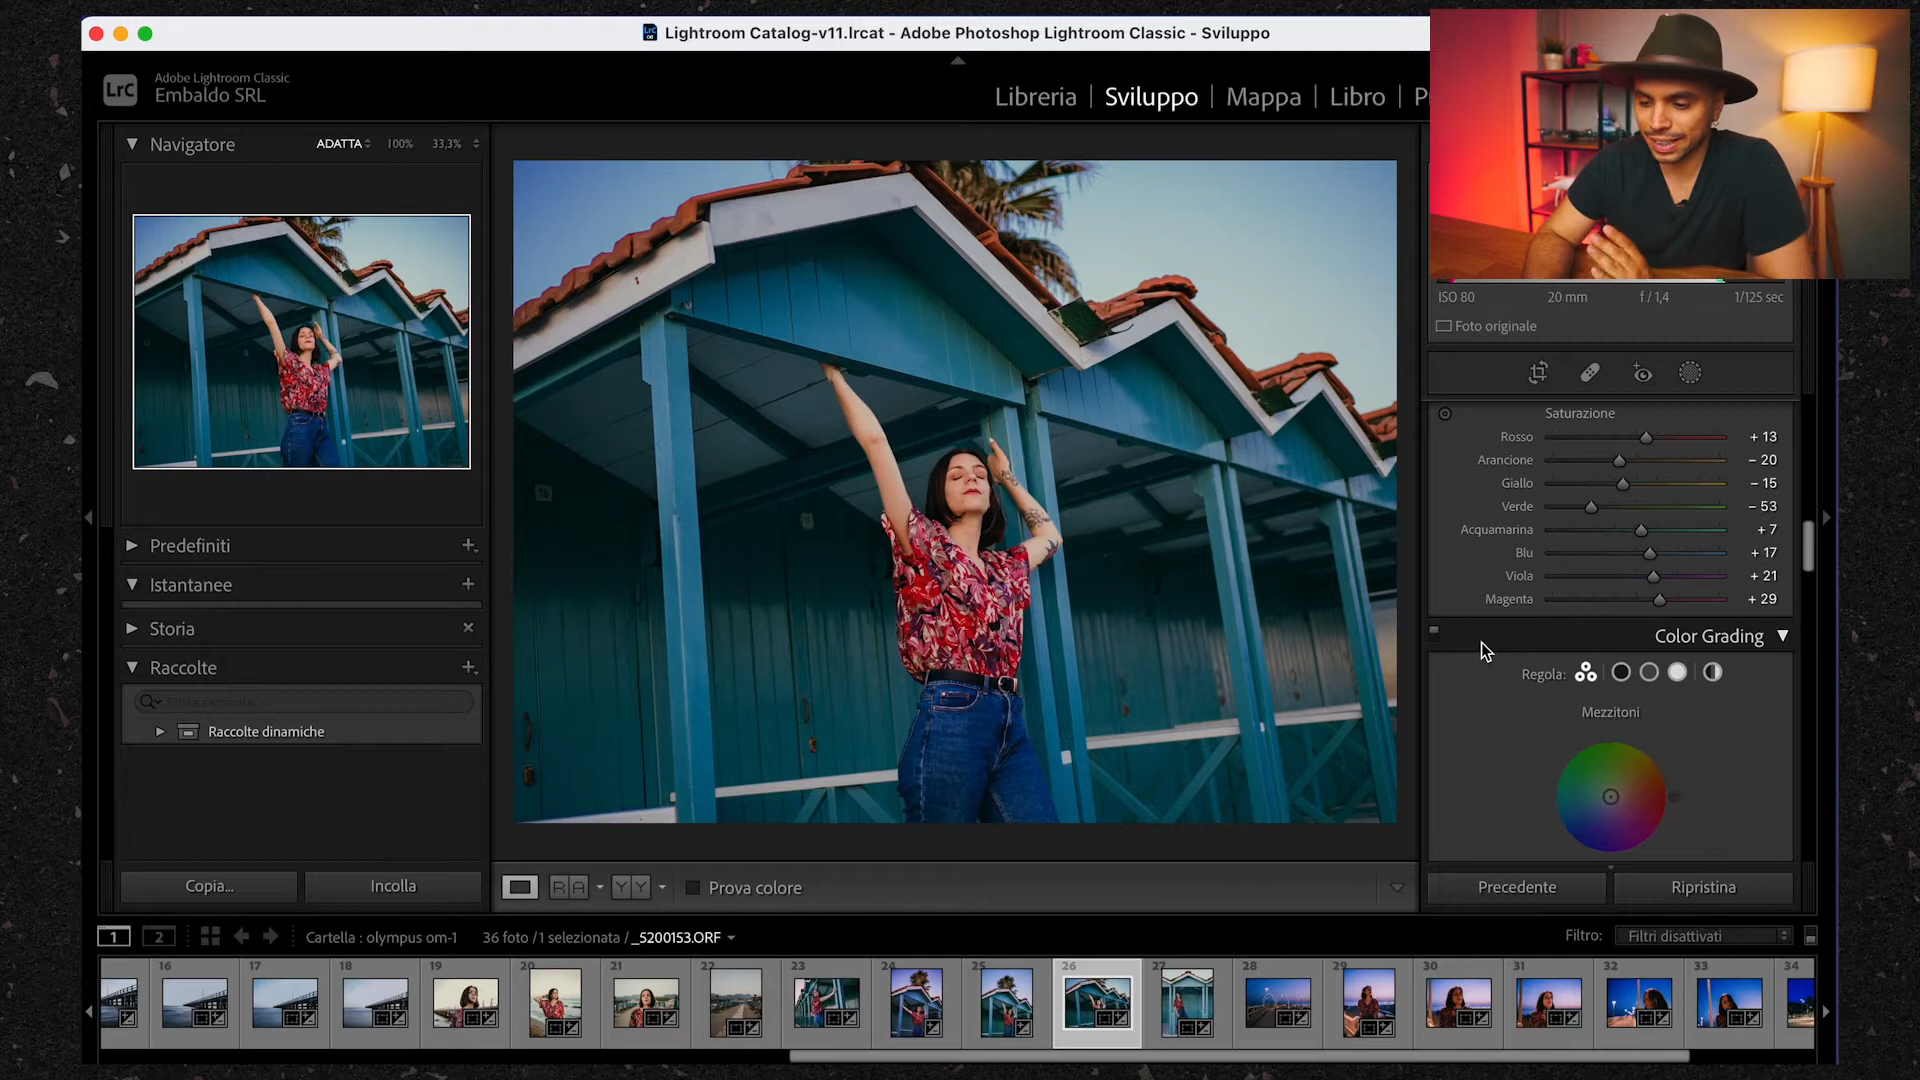 Lightroom Catalog-v11.lrcat - Adobe Photoshop Lightroom Classic - Sviluppo
LrC
Adobe Lightroom Classic
Embaldo SRL
Libreria | Sviluppo | Mappa | Libro | P
Navigatore
ADATTA
100%
33,3%
ISO 80
20 mm
f / 1,4
1/125 sec
Foto originale
Saturazione
Rosso + 13
Arancione – 20
Giallo – 15
Verde – 53
Acquamarina + 7
Blu + 17
Viola + 21
Magenta + 29
Color Grading
Regola:
Mezzitoni
Predefiniti
Istantanee
Storia
Raccolte
Raccolte dinamiche
Copia...
Incolla
R A
Y Y
Prova colore
Precedente
Ripristina
1
2
Cartella : olympus om-1
36 foto /1 selezionata / _5200153.ORF
Filtro:
Filtri disattivati
16 17 18 19 20 21 22 23 24 25 26 27 28 29 30 31 32 33 34